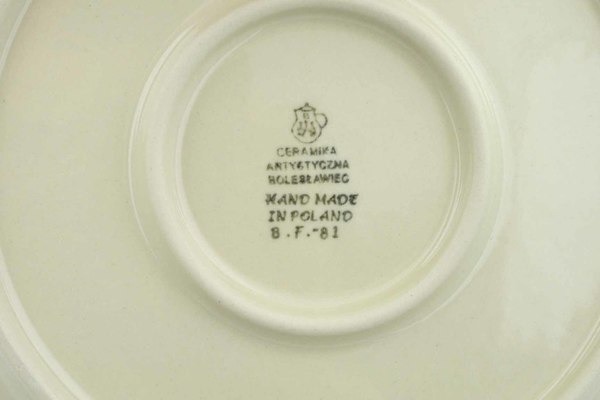 CERAMIKA
ARTYSTYCZNA
BOLESŁAWIEC
HAND MADE
IN POLAND
B.F.-81